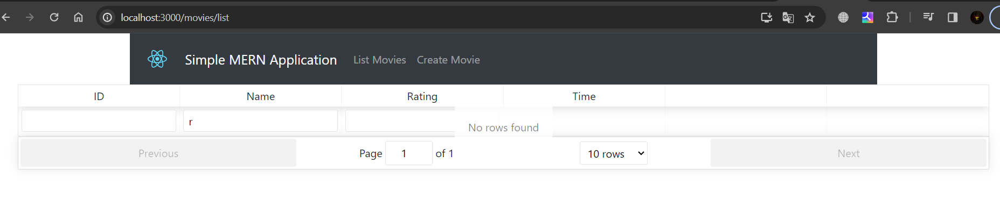 localhost:3000/movies/list
Simple MERN Application List Movies Create Movie
ID Name Rating Time
r
No rows found
Previous Page 1 of 1 10 rows Next